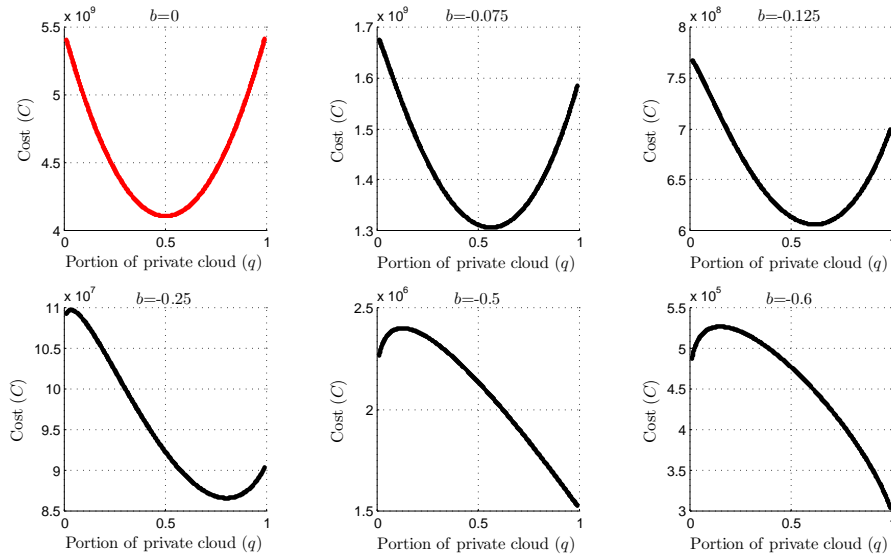 b=0
x 10^9
5.5
5
4.5
4
Cost (C)
0 0.5 1
Portion of private cloud (q)
b=-0.075
x 10^9
1.7
1.6
1.5
1.4
1.3
Cost (C)
0 0.5 1
Portion of private cloud (q)
b=-0.125
x 10^8
8
7.5
7
6.5
6
Cost (C)
0 0.5 1
Portion of private cloud (q)
b=-0.25
x 10^7
11
11
10
10
9
9
8.5
Cost (C)
0 0.5 1
Portion of private cloud (q)
b=-0.5
x 10^6
2.5
2
1.5
Cost (C)
0 0.5 1
Portion of private cloud (q)
b=-0.6
x 10^5
5.5
5
4.5
4
3.5
3
Cost (C)
0 0.5 1
Portion of private cloud (q)